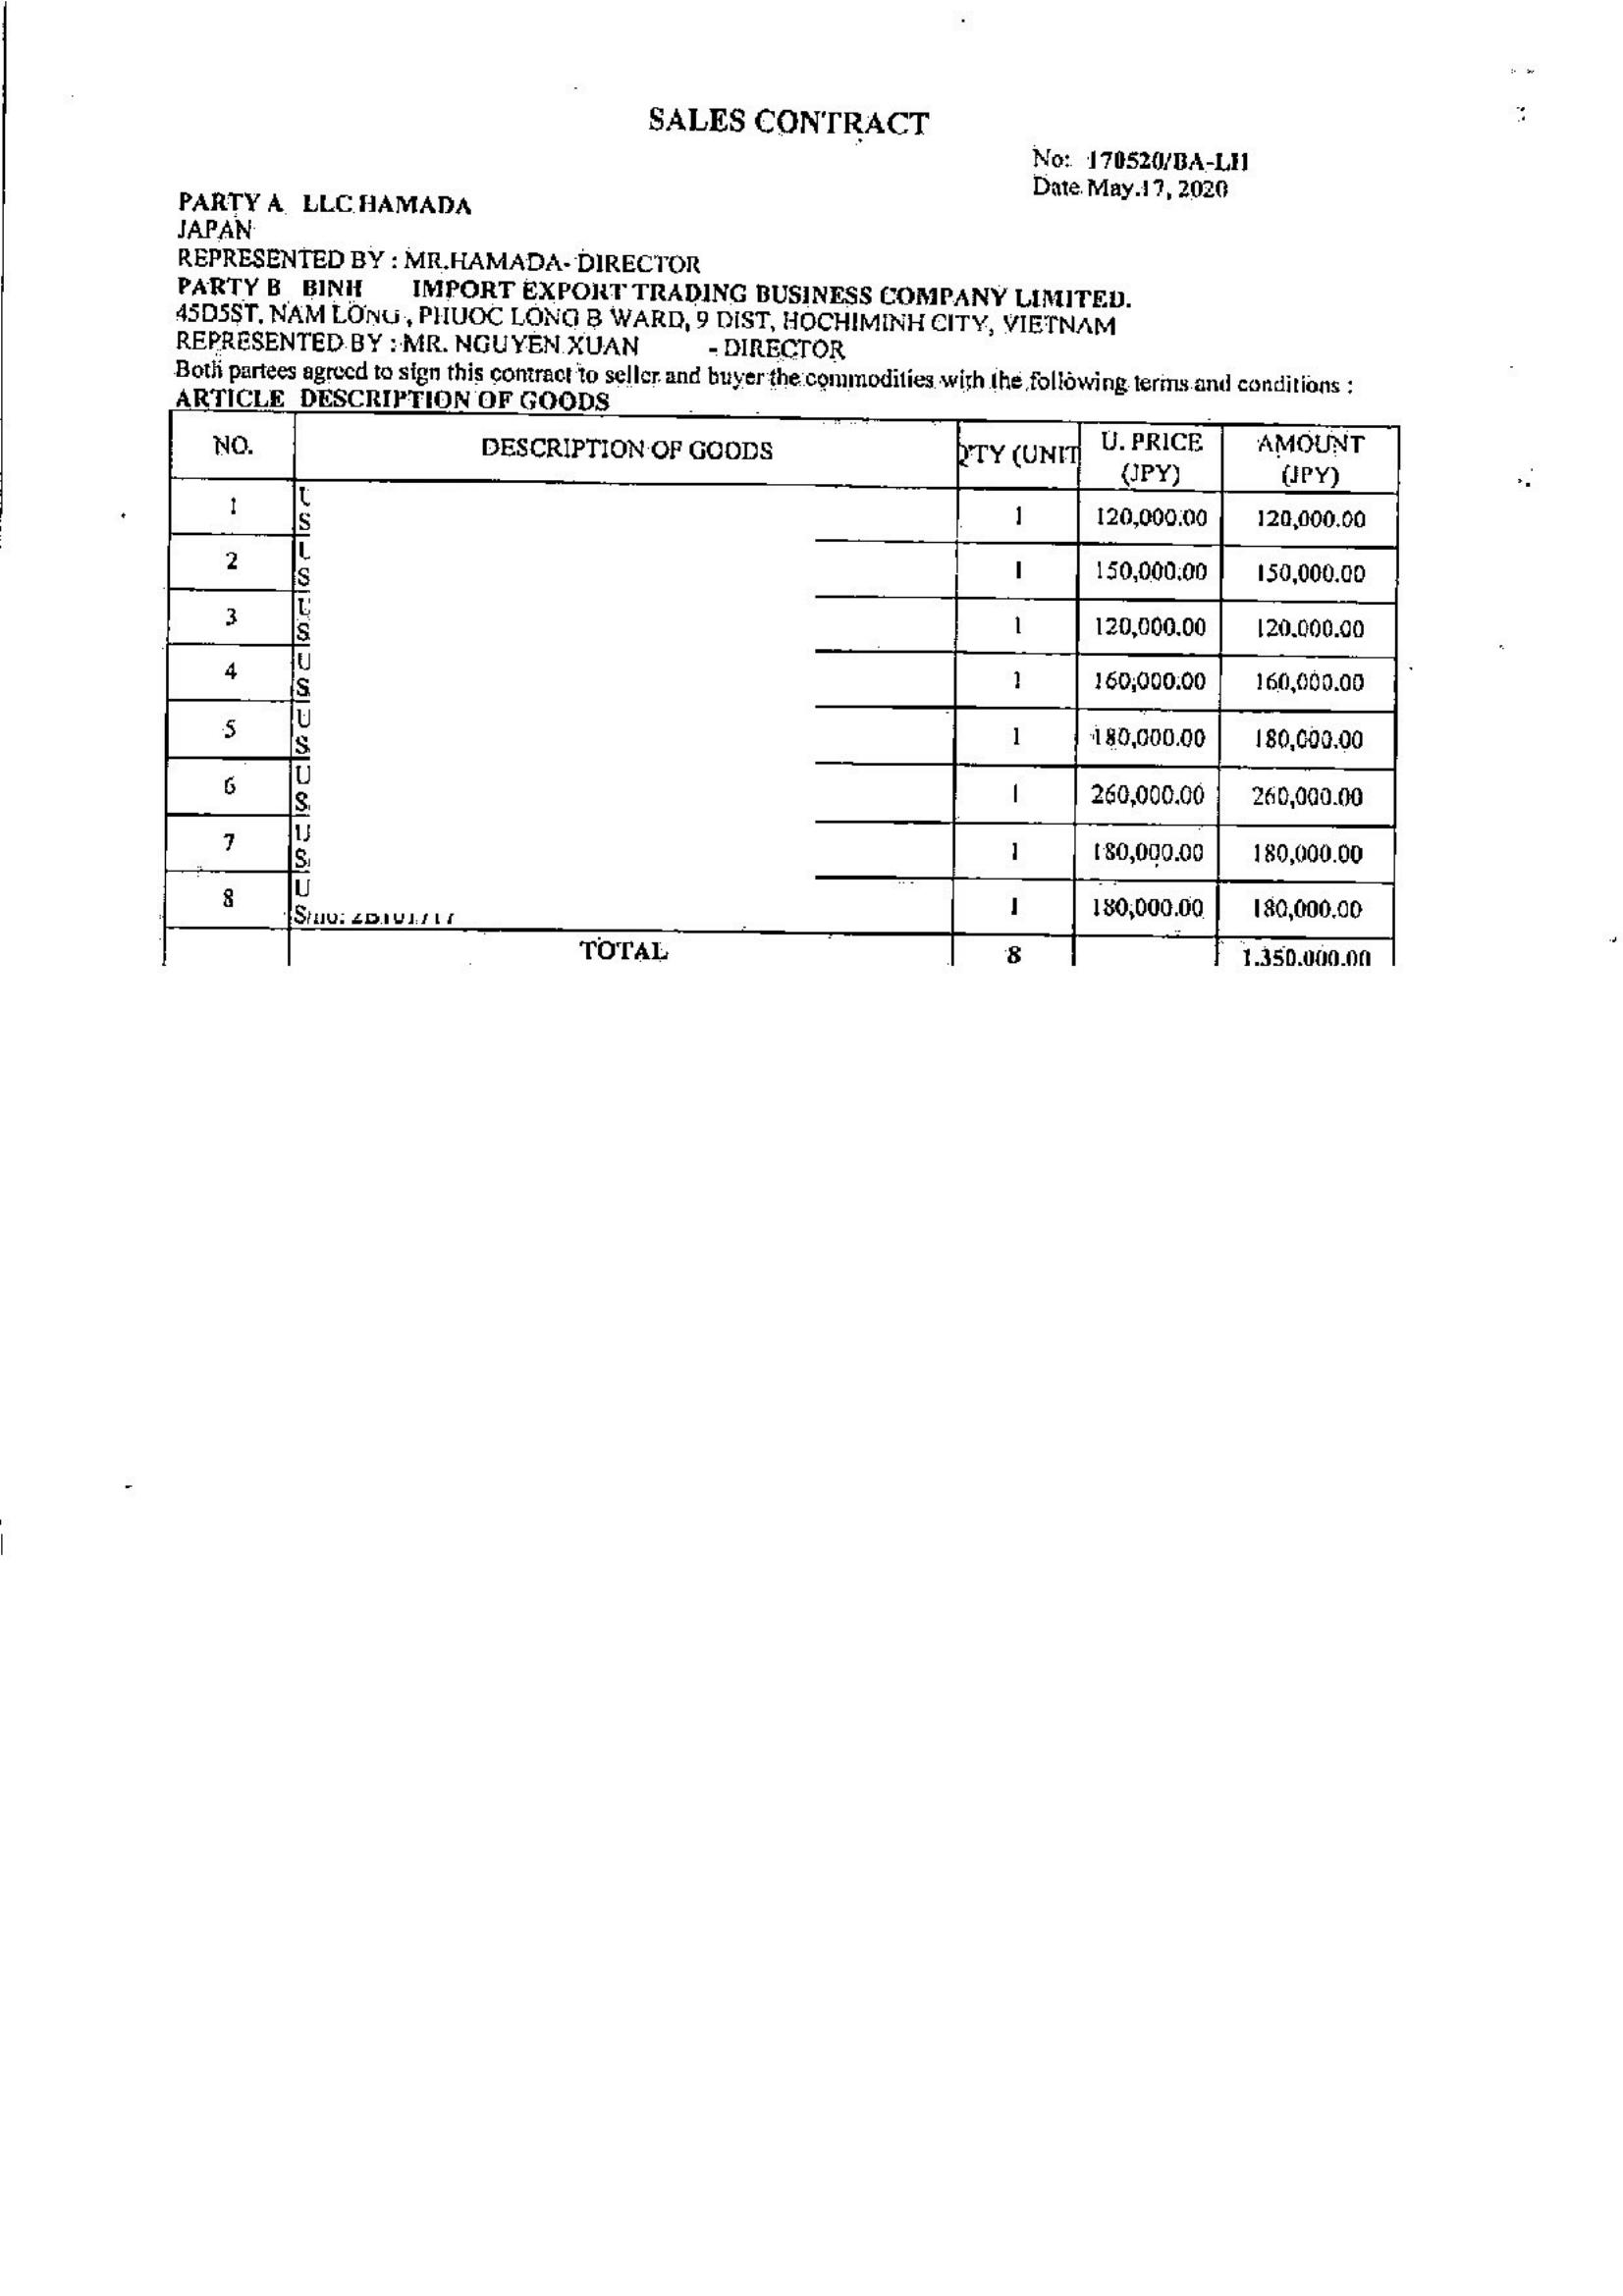 SALES CONTRACT
No: 170520/BA-LH
Date May.17, 2020
PARTY A LLC HAMADA
JAPAN
REPRESENTED BY : MR.HAMADA- DIRECTOR
PARTY B BINH IMPORT EXPORT TRADING BUSINESS COMPANY LIMITED.
45D5ST, NAM LONG , PHUOC LONG B WARD, 9 DIST, HOCHIMINH CITY, VIETNAM
REPRESENTED BY : MR. NGUYEN XUAN - DIRECTOR
Both partees agreed to sign this contract to seller and buyer the commodities with the following terms and conditions :
ARTICLE DESCRIPTION OF GOODS
NO. DESCRIPTION OF GOODS Q'TY (UNIT U. PRICE (JPY) AMOUNT (JPY)
1 1 120,000.00 120,000.00
2 1 150,000.00 150,000.00
3 1 120,000.00 120.000.00
4 U S 1 160,000.00 160,000.00
5 U S 1 180,000.00 180,000.00
6 U S 1 260,000.00 260,000.00
7 U S 1 180,000.00 180,000.00
8 U 1 180,000.00 180,000.00
TOTAL 8 1.350.000.00